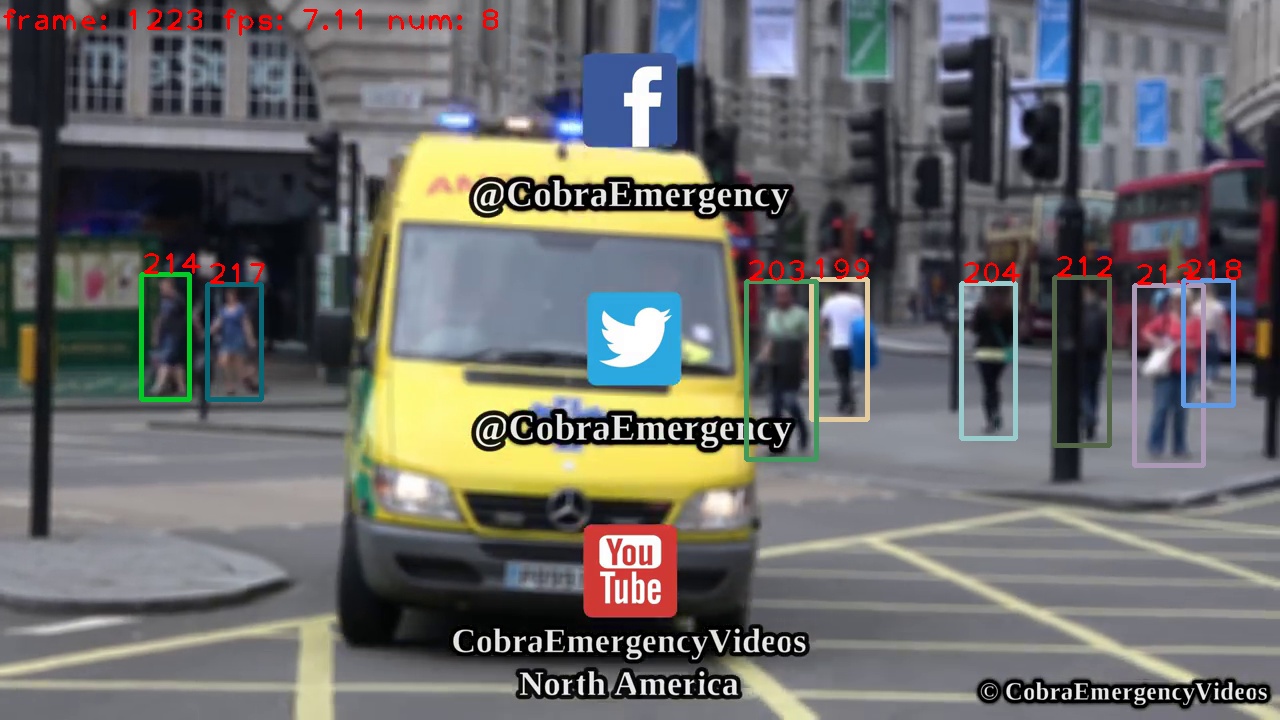 frame: 1223 fps: 7.11 num: 8
@CobraEmergency
214
217
203
199
204
212
218
@CobraEmergency
You
Tube
CobraEmergencyVideos
North America
© CobraEmergencyVideos